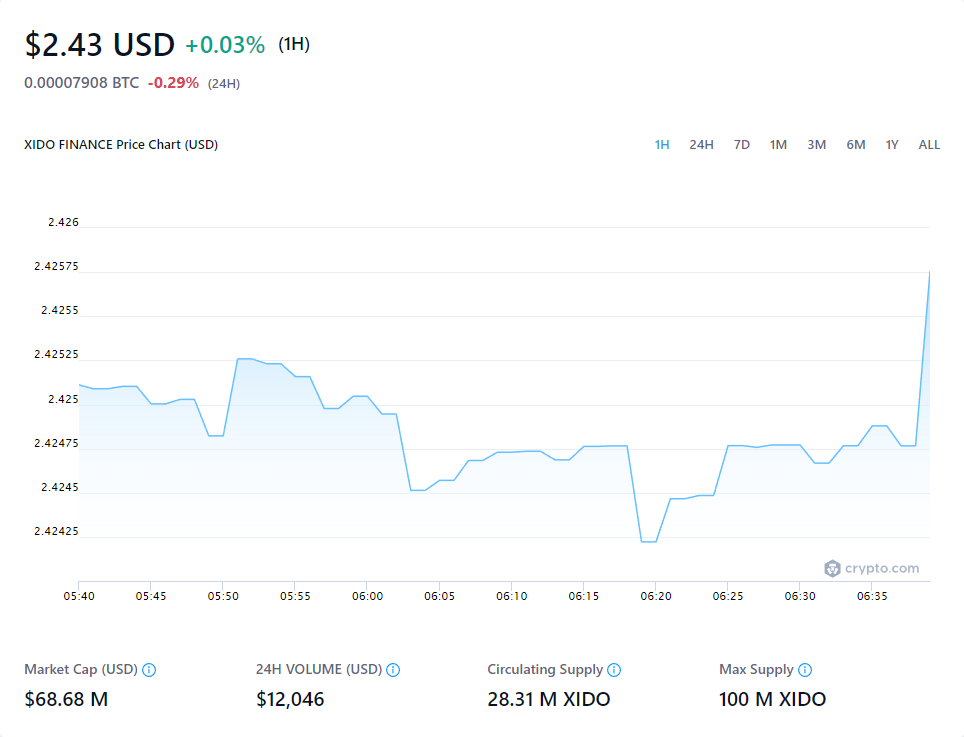 $2.43 USD +0.03% (1H)
0.00007908 BTC -0.29% (24H)
XIDO FINANCE Price Chart (USD)
1H 24H 7D 1M 3M 6M 1Y ALL
2.426
2.42575
2.4255
2.42525
2.425
2.42475
2.4245
2.42425
crypto.com
05:40 05:45 05:50 05:55 06:00 06:05 06:10 06:15 06:20 06:25 06:30 06:35
Market Cap (USD) 24H VOLUME (USD) Circulating Supply Max Supply
$68.68 M $12,046 28.31 M XIDO 100 M XIDO